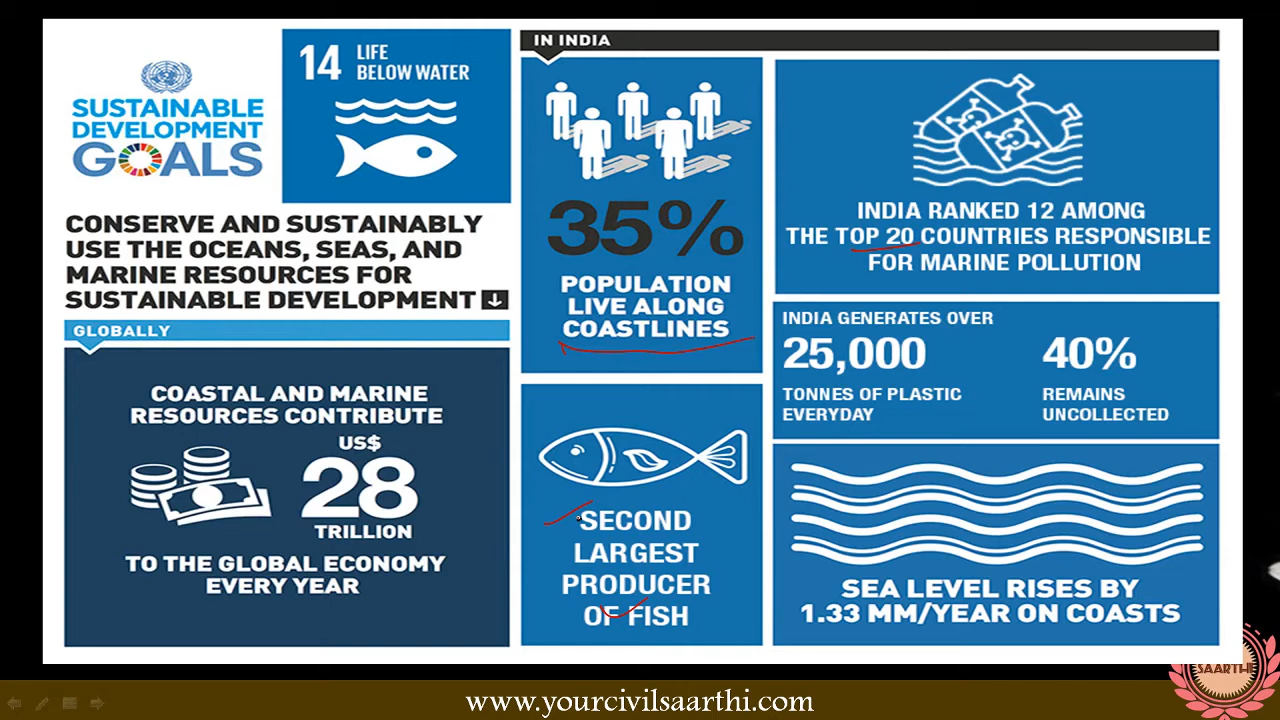 SUSTAINABLE
DEVELOPMENT
GOALS
14 LIFE
BELOW WATER
CONSERVE AND SUSTAINABLY
USE THE OCEANS, SEAS, AND
MARINE RESOURCES FOR
SUSTAINABLE DEVELOPMENT
GLOBALLY
COASTAL AND MARINE
RESOURCES CONTRIBUTE
US$
28
TRILLION
TO THE GLOBAL ECONOMY
EVERY YEAR
IN INDIA
35%
POPULATION
LIVE ALONG
COASTLINES
SECOND
LARGEST
PRODUCER
OF FISH
INDIA RANKED 12 AMONG
THE TOP 20 COUNTRIES RESPONSIBLE
FOR MARINE POLLUTION
INDIA GENERATES OVER
25,000
TONNES OF PLASTIC
EVERYDAY
40%
REMAINS
UNCOLLECTED
SEA LEVEL RISES BY
1.33 MM/YEAR ON COASTS
SAARTHI
www.yourcivilsaarthi.com